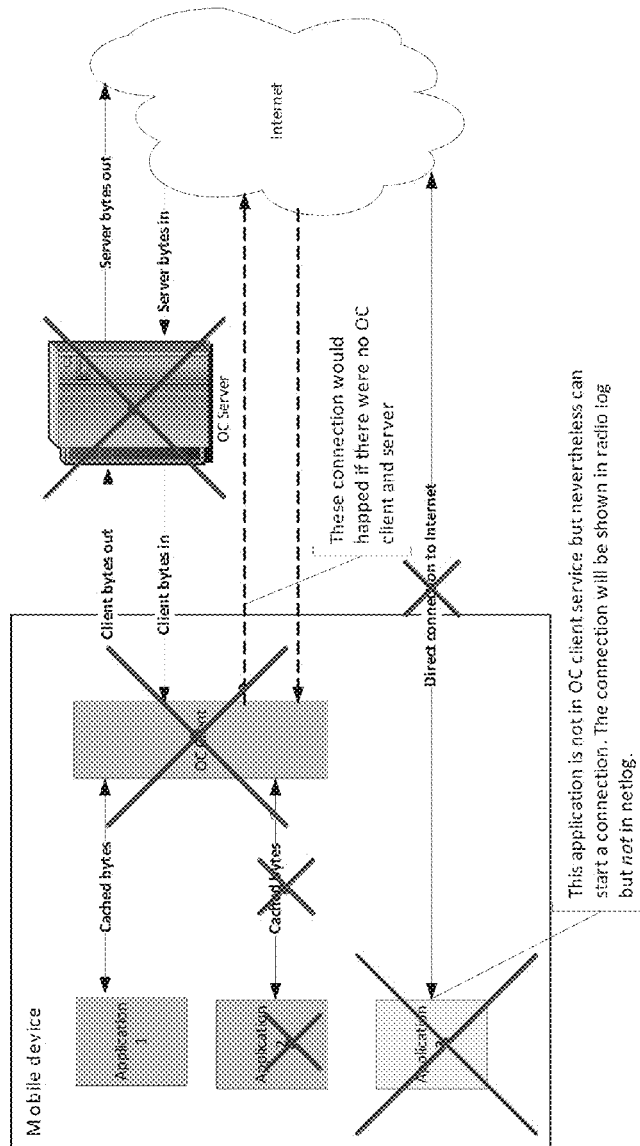 Mobile device
Application
1
Cached bytes
Application
Cached bytes
Application
OC Client
Client bytes out
Client bytes in
OC Server
Server bytes out
Server bytes in
Internet
These connection would
happed if there were no OC
client and server
Direct connection to Internet
This application is not in OC client service but nevertheless can
start a connection. The connection will be shown in radio log
but not in netlog.